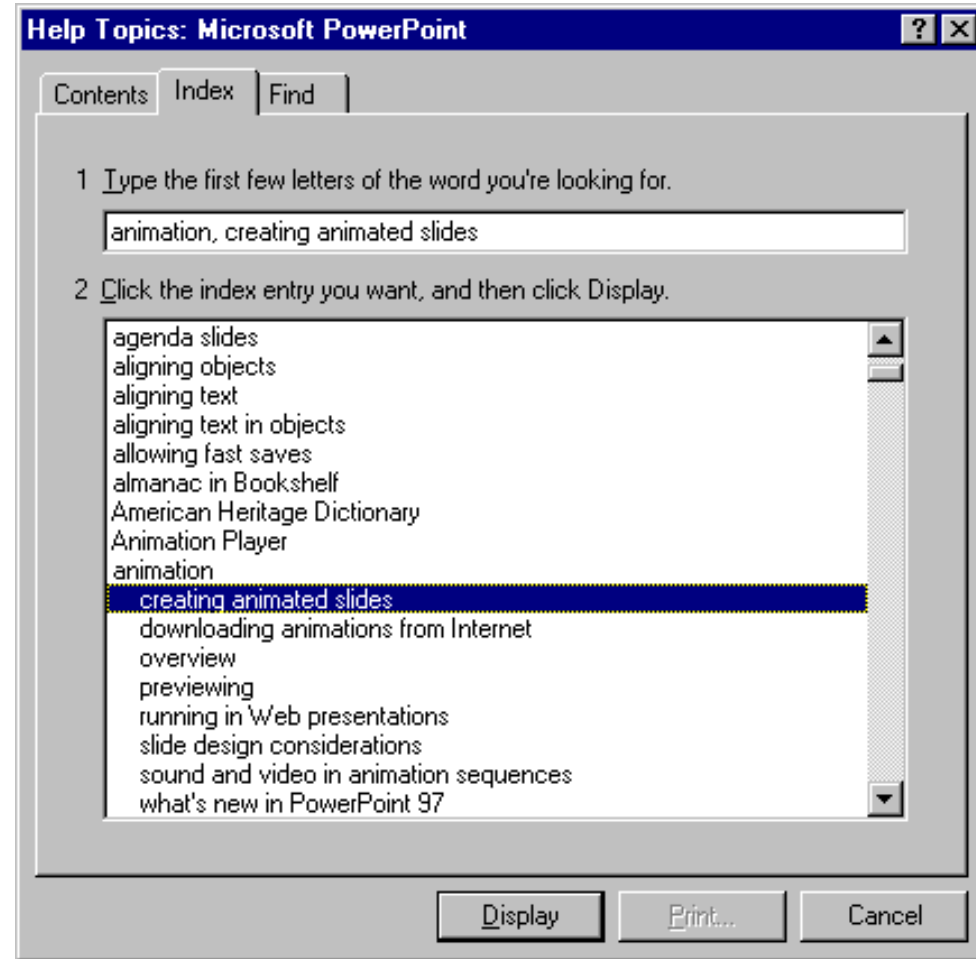 Help Topics: Microsoft PowerPoint
Contents Index Find
1 Type the first few letters of the word you're looking for.
animation, creating animated slides
2 Click the index entry you want, and then click Display.
agenda slides
aligning objects
aligning text
aligning text in objects
allowing fast saves
almanac in Bookshelf
American Heritage Dictionary
Animation Player
animation
creating animated slides
downloading animations from Internet
overview
previewing
running in Web presentations
slide design considerations
sound and video in animation sequences
what's new in PowerPoint 97
Display Print... Cancel